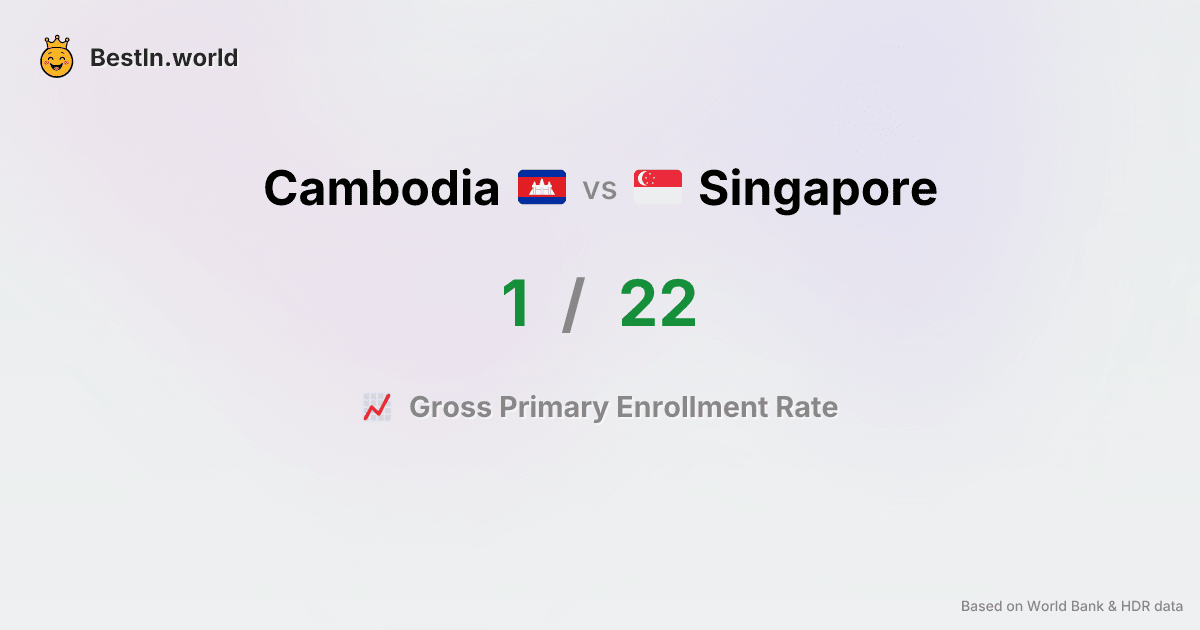 BestIn.world
Cambodia vs Singapore
1 / 22
Gross Primary Enrollment Rate
Based on World Bank & HDR data